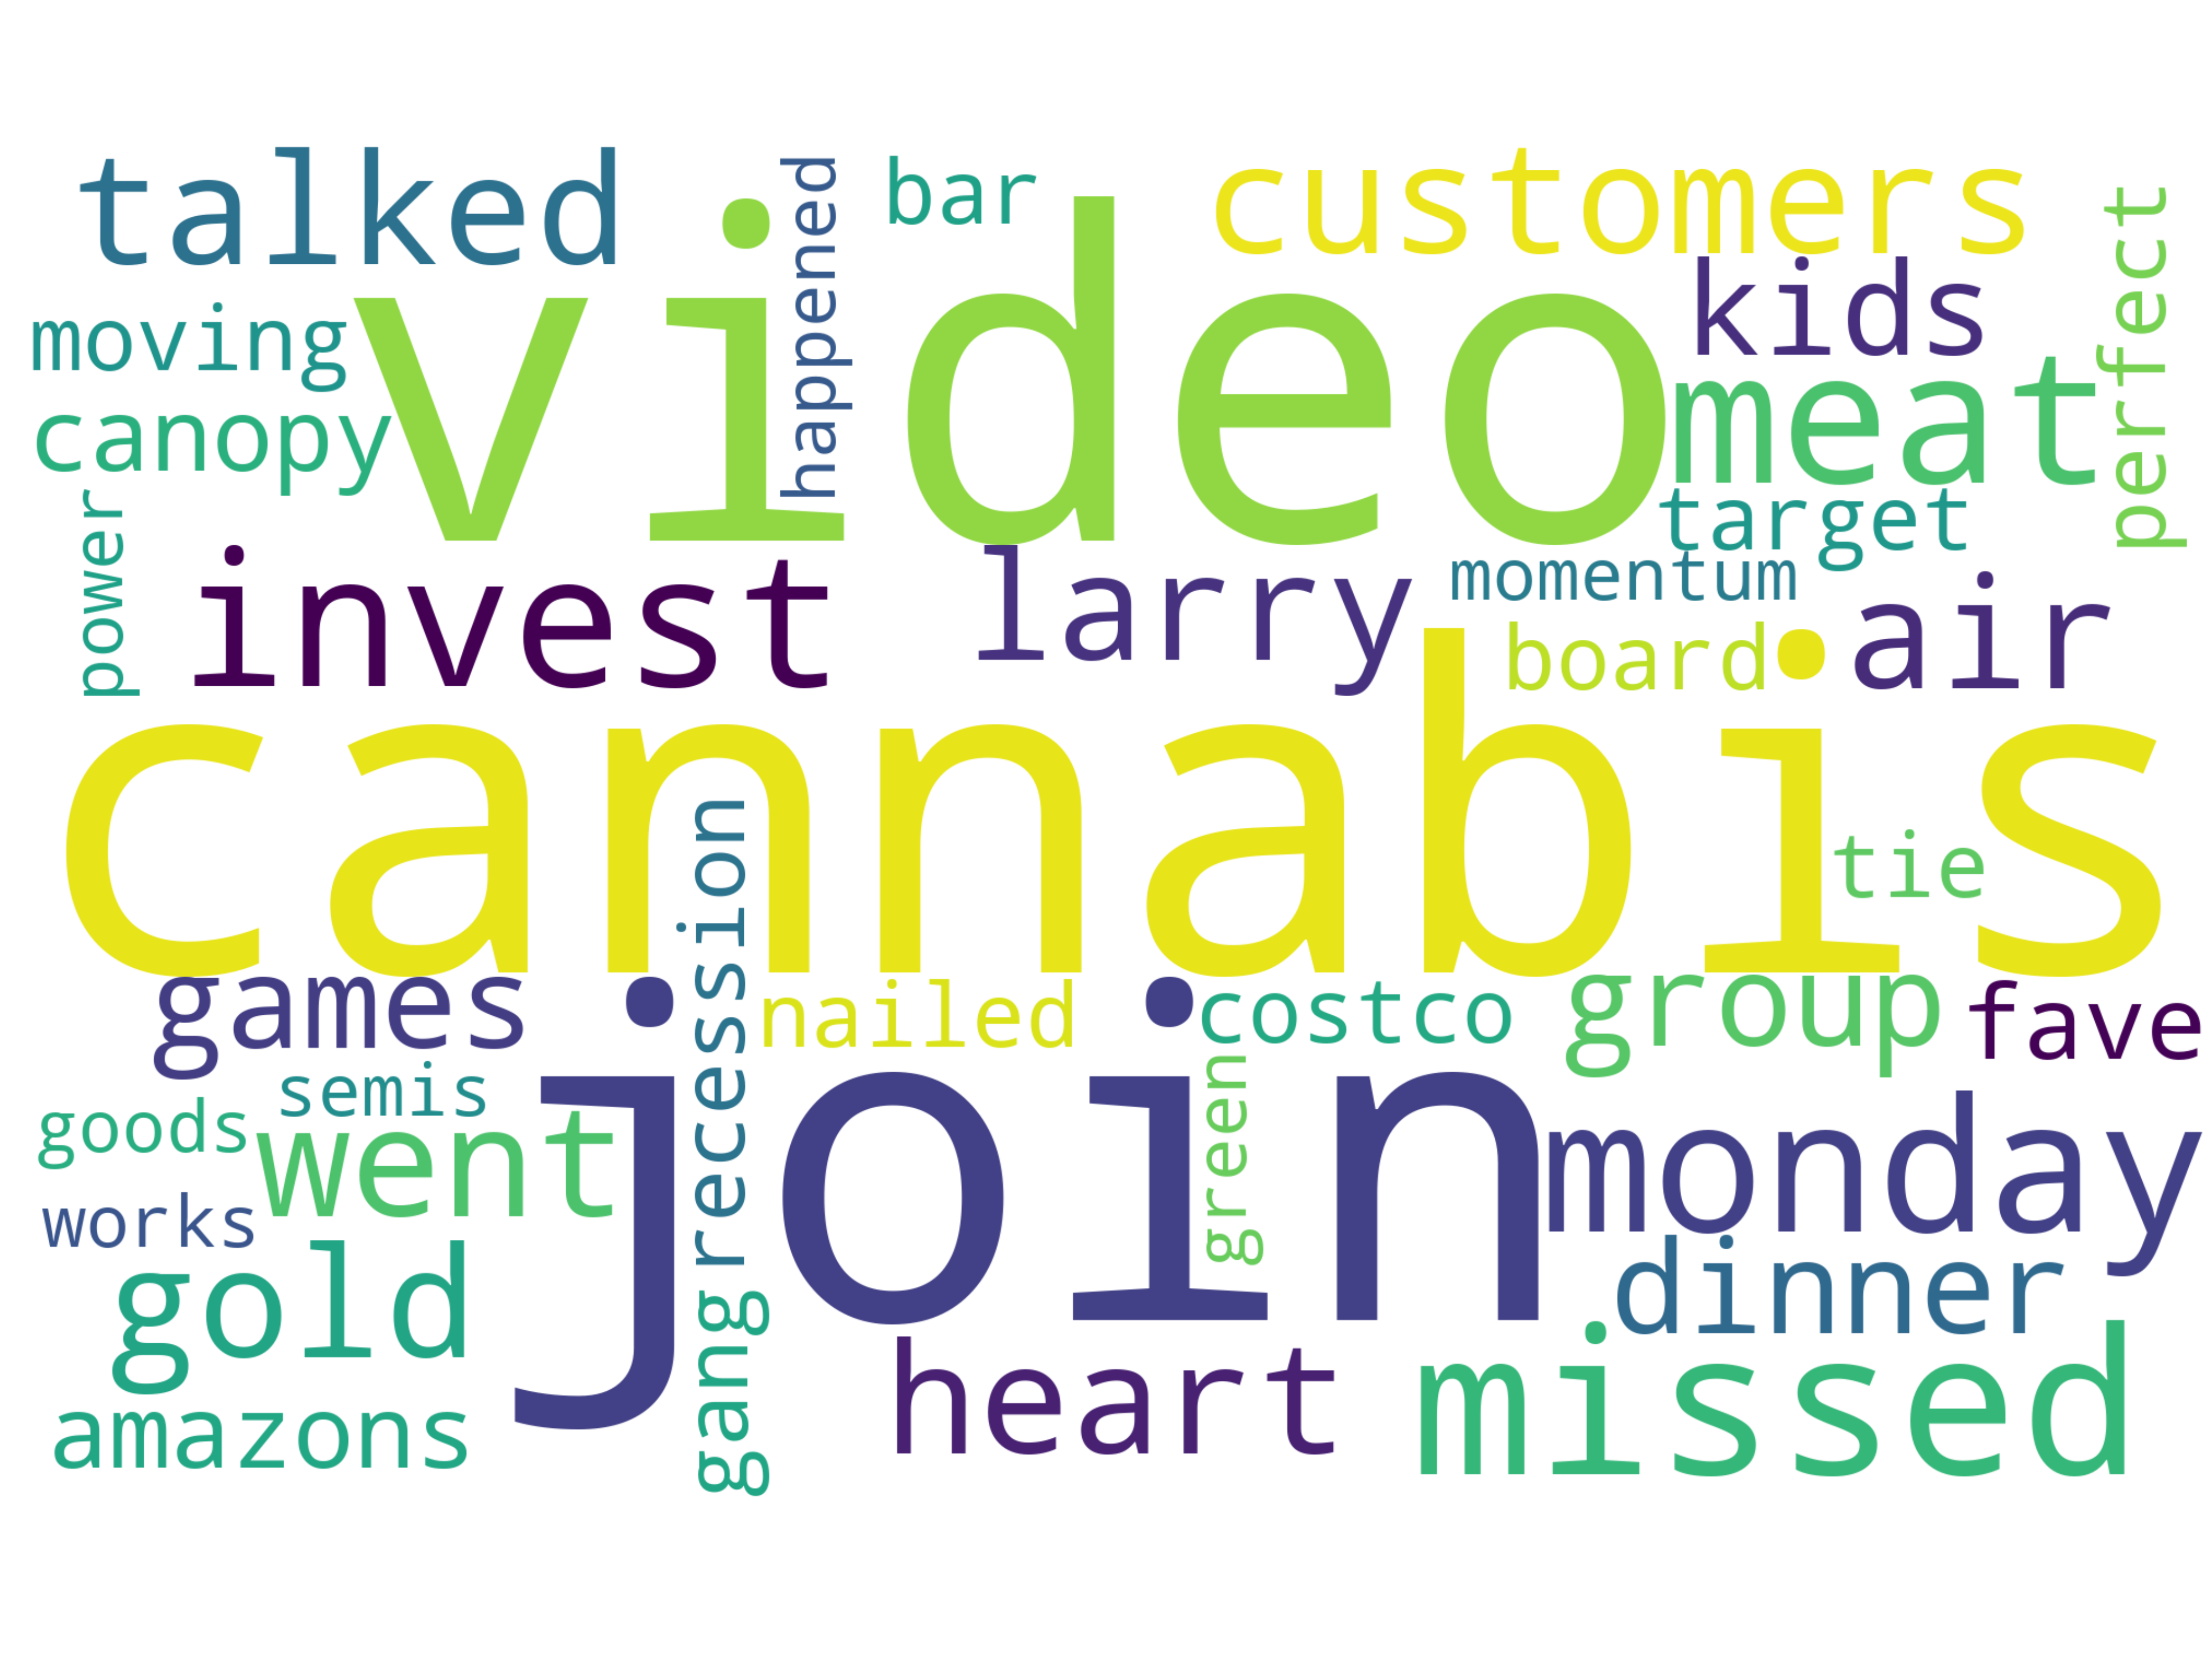 talked
happened
bar
customers
perfect
kids
moving
video
meat
canopy
target
power
invest
larry
momentum
board
air
cannabis
tie
recession
games
nailed
costco
group
fave
semis
goods
went
join
green
monday
works
dinner
gold
gang
heart
missed
amazons